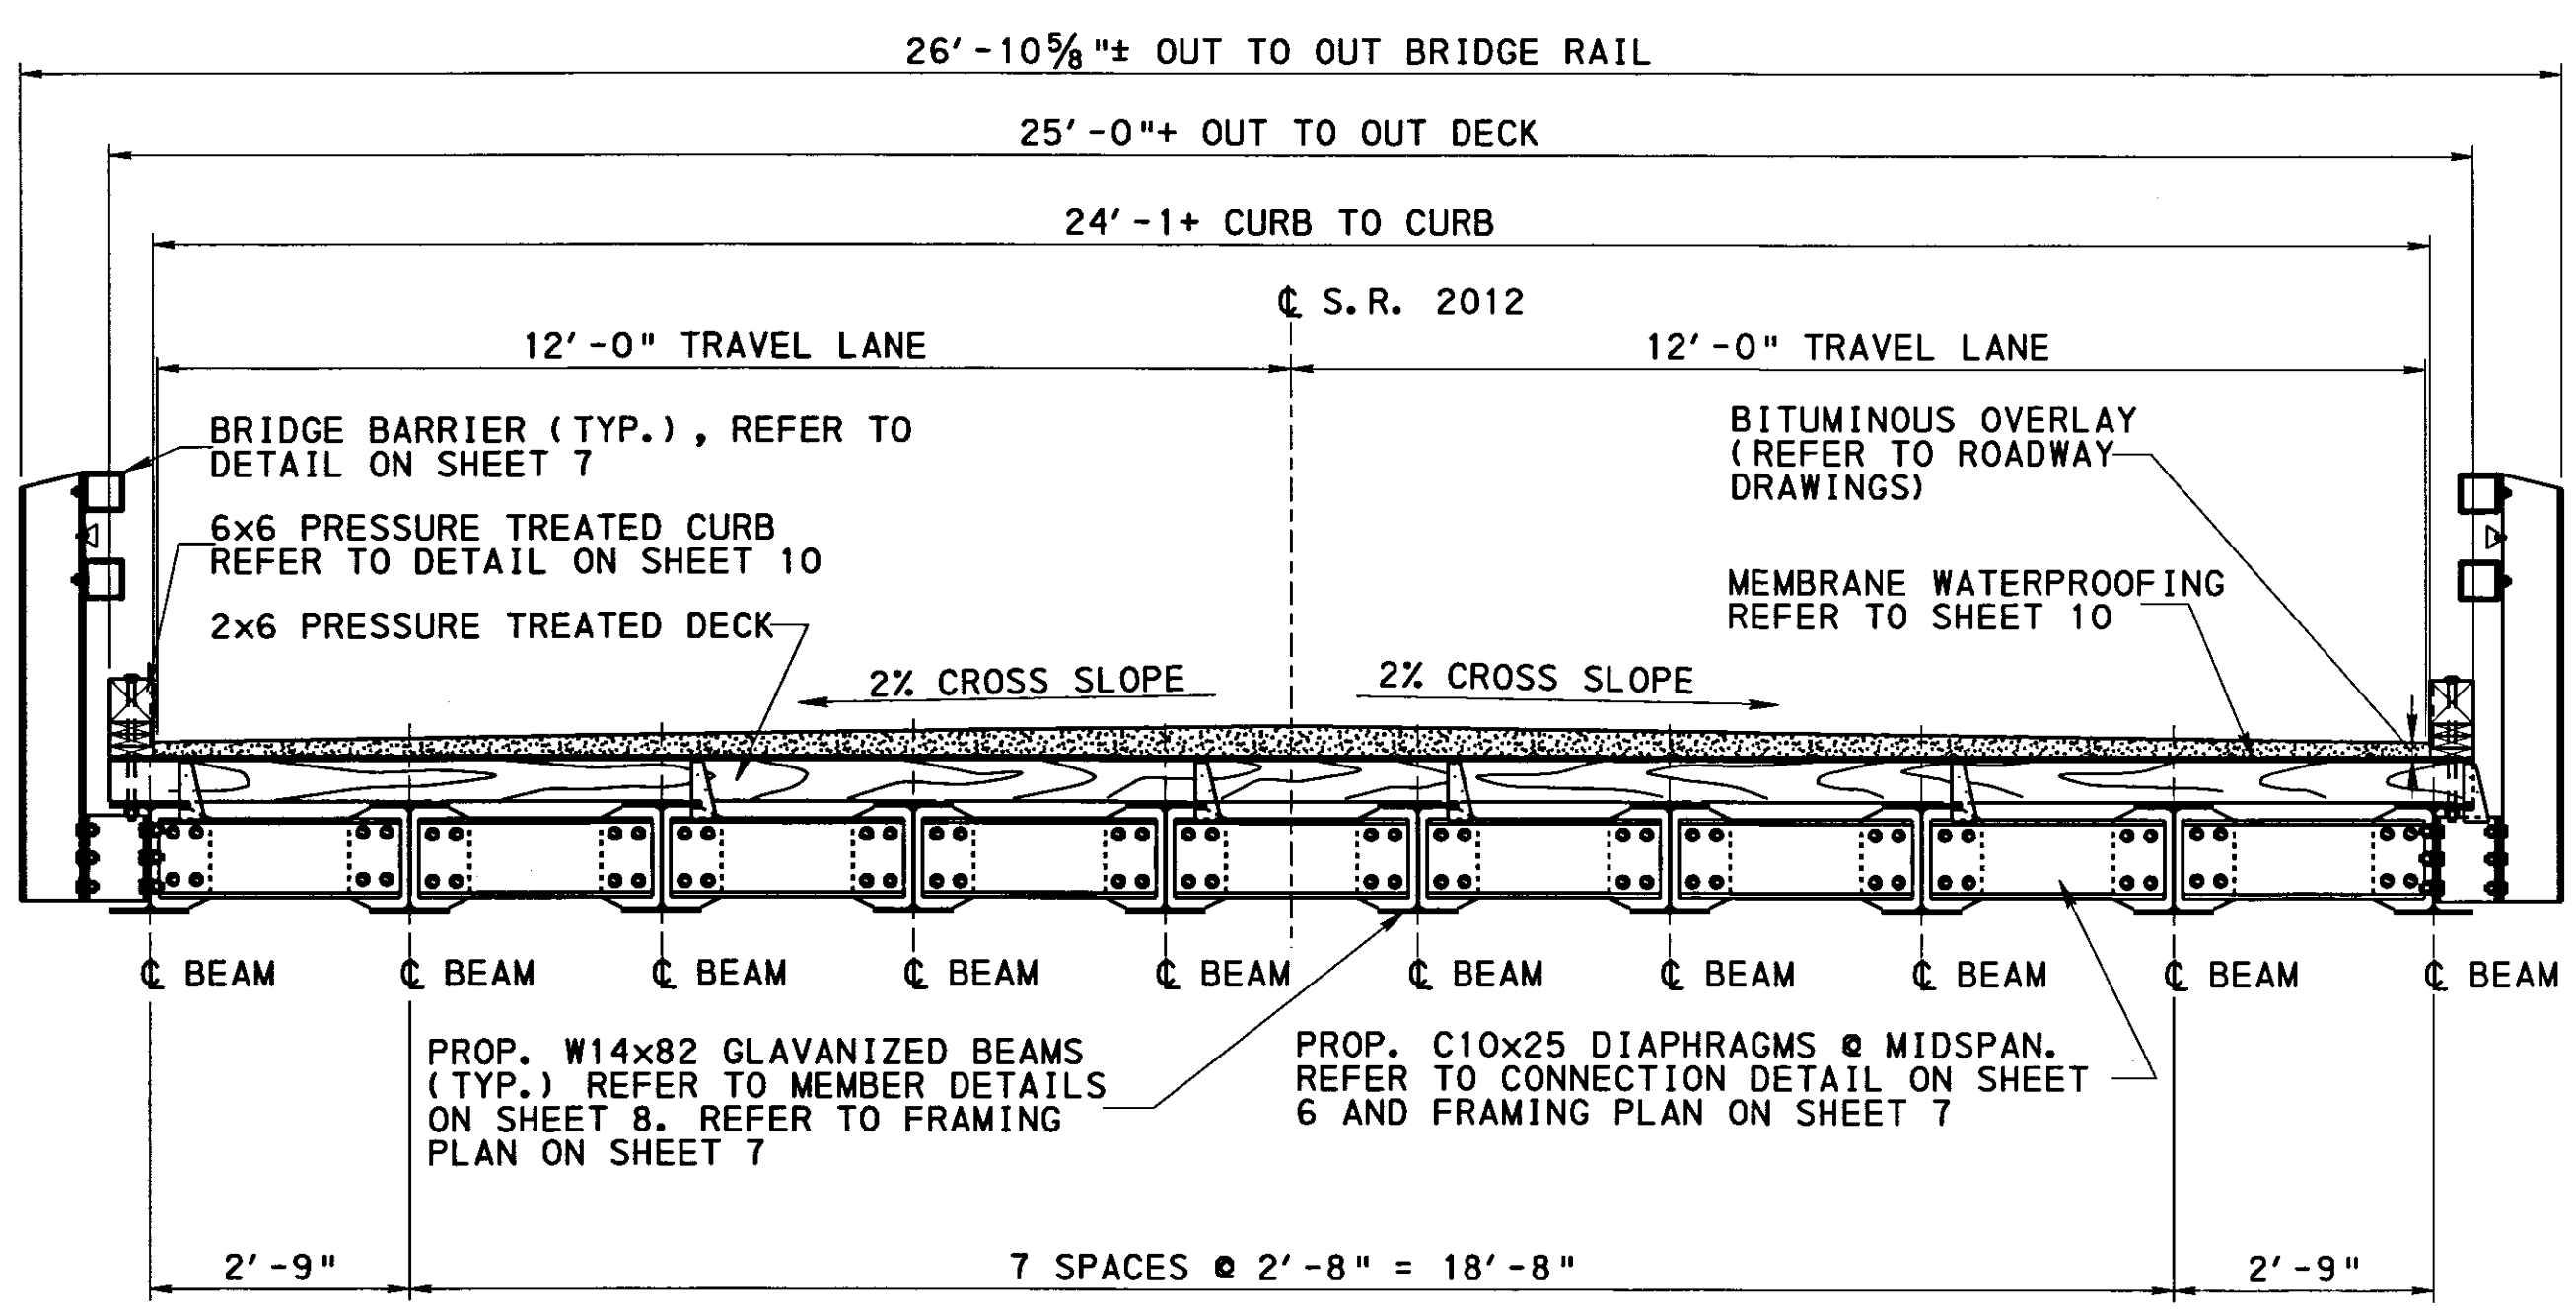 26'-10⅝"± OUT TO OUT BRIDGE RAIL
25'-0"+ OUT TO OUT DECK
24'-1+ CURB TO CURB
℄ S.R. 2012
12'-0" TRAVEL LANE
12'-0" TRAVEL LANE
BRIDGE BARRIER (TYP.), REFER TO
DETAIL ON SHEET 7
BITUMINOUS OVERLAY
(REFER TO ROADWAY
DRAWINGS)
6x6 PRESSURE TREATED CURB
REFER TO DETAIL ON SHEET 10
2x6 PRESSURE TREATED DECK
MEMBRANE WATERPROOFING
REFER TO SHEET 10
2% CROSS SLOPE
2% CROSS SLOPE
℄ BEAM
℄ BEAM
℄ BEAM
℄ BEAM
℄ BEAM
℄ BEAM
℄ BEAM
℄ BEAM
℄ BEAM
℄ BEAM
PROP. W14x82 GLAVANIZED BEAMS
(TYP.) REFER TO MEMBER DETAILS
ON SHEET 8. REFER TO FRAMING
PLAN ON SHEET 7
PROP. C10x25 DIAPHRAGMS @ MIDSPAN.
REFER TO CONNECTION DETAIL ON SHEET
6 AND FRAMING PLAN ON SHEET 7
2'-9"
7 SPACES @ 2'-8" = 18'-8"
2'-9"